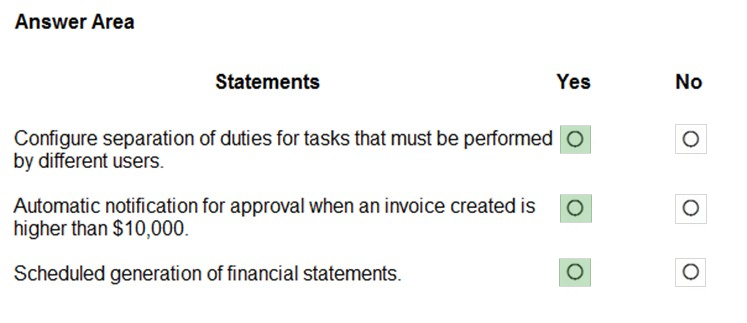 Answer Area
Statements Yes No
Configure separation of duties for tasks that must be performed
by different users.
Automatic notification for approval when an invoice created is
higher than $10,000.
Scheduled generation of financial statements.